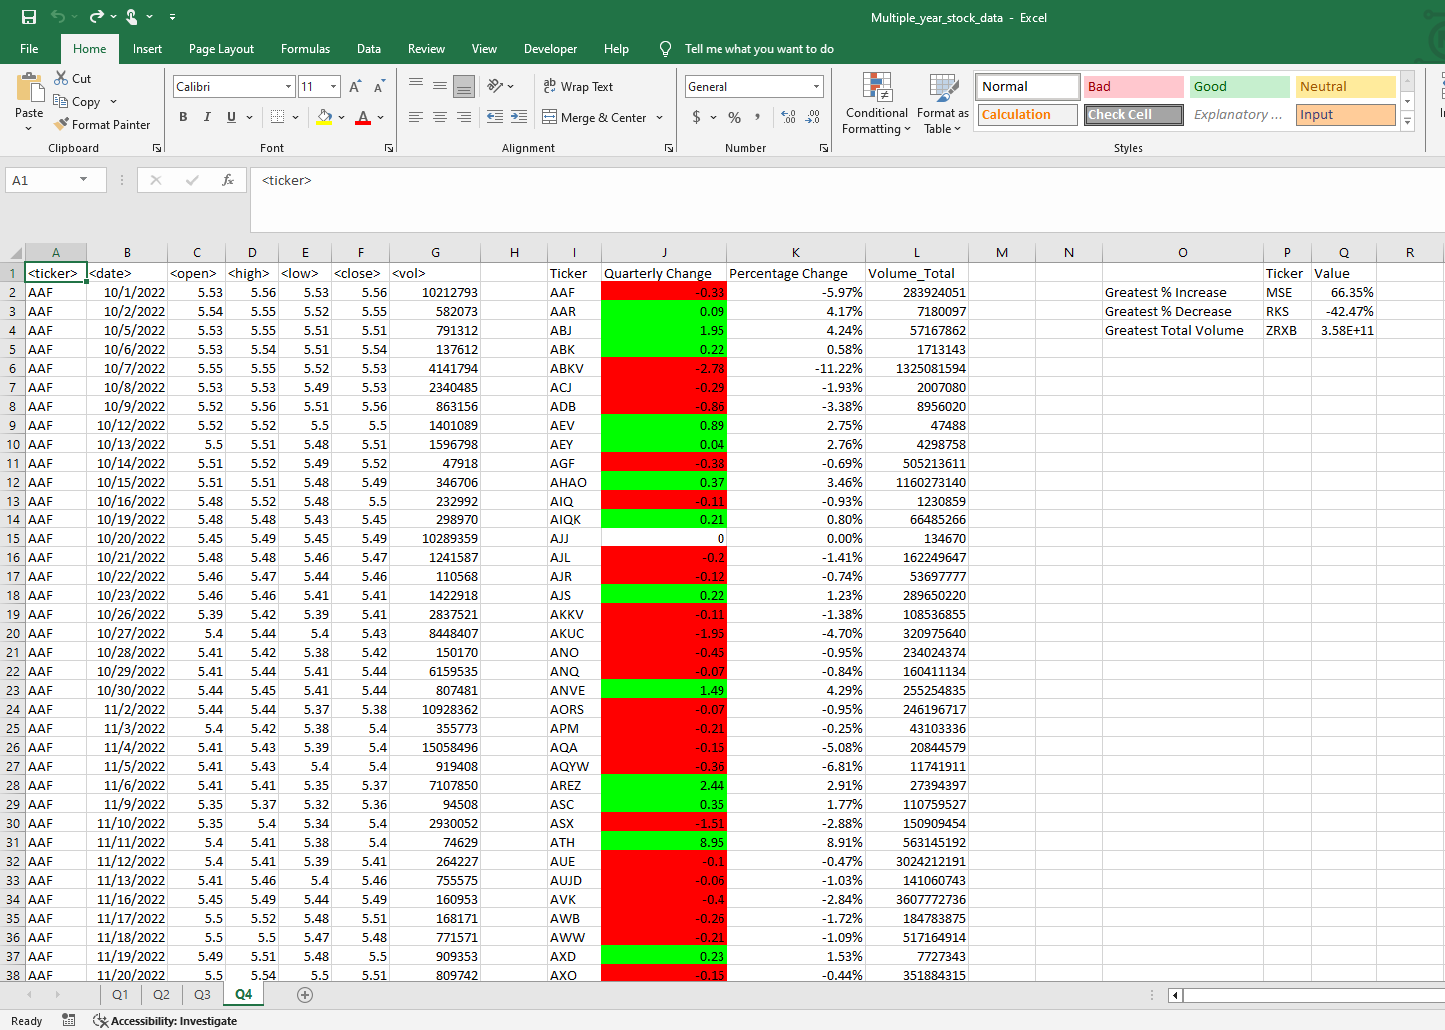 Multiple_year_stock_data - Excel
File Home Insert Page Layout Formulas Data Review View Developer Help Tell me what you want to do
Cut
Copy
Format Painter
Paste
Clipboard
Calibri 11
B I U
Font
Wrap Text
Merge & Center
Alignment
General
$ % ,
Number
Conditional Formatting
Format as Table
Normal Bad Good Neutral
Calculation Check Cell Explanatory ... Input
Styles
A1 fx <ticker>
A B C D E F G H I J K L M N O P Q R
1 <ticker> <date> <open> <high> <low> <close> <vol> Ticker Quarterly Change Percentage Change Volume_Total Ticker Value
2 AAF 10/1/2022 5.53 5.56 5.53 5.56 10212793 AAF -0.33 -5.97% 283924051 Greatest % Increase MSE 66.35%
3 AAF 10/2/2022 5.54 5.55 5.52 5.55 582073 AAR 0.09 4.17% 7180097 Greatest % Decrease RKS -42.47%
4 AAF 10/5/2022 5.53 5.55 5.51 5.51 791312 ABJ 1.95 4.24% 57167862 Greatest Total Volume ZRXB 3.58E+11
5 AAF 10/6/2022 5.53 5.54 5.51 5.54 137612 ABK 0.22 0.58% 1713143
6 AAF 10/7/2022 5.55 5.55 5.52 5.53 4141794 ABKV -2.78 -11.22% 1325081594
7 AAF 10/8/2022 5.53 5.53 5.49 5.53 2340485 ACJ -0.29 -1.93% 2007080
8 AAF 10/9/2022 5.52 5.56 5.51 5.56 863156 ADB -0.86 -3.38% 8956020
9 AAF 10/12/2022 5.52 5.52 5.5 5.5 1401089 AEV 0.89 2.75% 47488
10 AAF 10/13/2022 5.5 5.51 5.48 5.51 1596798 AEY 0.04 2.76% 4298758
11 AAF 10/14/2022 5.51 5.52 5.49 5.52 47918 AGF -0.38 -0.69% 505213611
12 AAF 10/15/2022 5.51 5.51 5.48 5.49 346706 AHAO 0.37 3.46% 1160273140
13 AAF 10/16/2022 5.48 5.52 5.48 5.5 232992 AIQ -0.11 -0.93% 1230859
14 AAF 10/19/2022 5.48 5.48 5.43 5.45 298970 AIQK 0.21 0.80% 66485266
15 AAF 10/20/2022 5.45 5.49 5.45 5.49 10289359 AJJ 0 0.00% 134670
16 AAF 10/21/2022 5.48 5.48 5.46 5.47 1241587 AJL -0.2 -1.41% 162249647
17 AAF 10/22/2022 5.46 5.47 5.44 5.46 110568 AJR -0.12 -0.74% 53697777
18 AAF 10/23/2022 5.46 5.46 5.41 5.41 1422918 AJS 0.22 1.23% 289650220
19 AAF 10/26/2022 5.39 5.42 5.39 5.41 2837521 AKKV -0.11 -1.38% 108536855
20 AAF 10/27/2022 5.4 5.44 5.4 5.43 8448407 AKUC -1.95 -4.70% 320975640
21 AAF 10/28/2022 5.41 5.42 5.38 5.42 150170 ANO -0.45 -0.95% 234024374
22 AAF 10/29/2022 5.41 5.44 5.41 5.44 6159535 ANQ -0.07 -0.84% 160411134
23 AAF 10/30/2022 5.44 5.45 5.41 5.44 807481 ANVE 1.49 4.29% 255254835
24 AAF 11/2/2022 5.44 5.44 5.37 5.38 10928362 AORS -0.07 -0.95% 246196717
25 AAF 11/3/2022 5.4 5.42 5.38 5.4 355773 APM -0.21 -0.25% 43103336
26 AAF 11/4/2022 5.41 5.43 5.39 5.4 15058496 AQA -0.15 -5.08% 20844579
27 AAF 11/5/2022 5.41 5.43 5.4 5.4 919408 AQYW -0.36 -6.81% 11741911
28 AAF 11/6/2022 5.41 5.41 5.35 5.37 7107850 AREZ 2.44 2.91% 27394397
29 AAF 11/9/2022 5.35 5.37 5.32 5.36 94508 ASC 0.35 1.77% 110759527
30 AAF 11/10/2022 5.35 5.4 5.34 5.4 2930052 ASX -1.51 -2.88% 150909454
31 AAF 11/11/2022 5.4 5.41 5.38 5.4 74629 ATH 8.95 8.91% 563145192
32 AAF 11/12/2022 5.4 5.41 5.39 5.41 264227 AUE -0.1 -0.47% 3024212191
33 AAF 11/13/2022 5.41 5.46 5.4 5.46 755575 AUJD -0.06 -1.03% 141060743
34 AAF 11/16/2022 5.45 5.49 5.44 5.49 160953 AVK -0.4 -2.84% 3607772736
35 AAF 11/17/2022 5.5 5.52 5.48 5.51 168171 AWB -0.26 -1.72% 184783875
36 AAF 11/18/2022 5.5 5.5 5.47 5.48 771571 AWW -0.21 -1.09% 517164914
37 AAF 11/19/2022 5.49 5.51 5.48 5.5 909353 AXD 0.23 1.53% 7727343
38 AAF 11/20/2022 5.5 5.54 5.5 5.51 809742 AXO -0.15 -0.44% 351884315
Q1 Q2 Q3 Q4
Ready Accessibility: Investigate